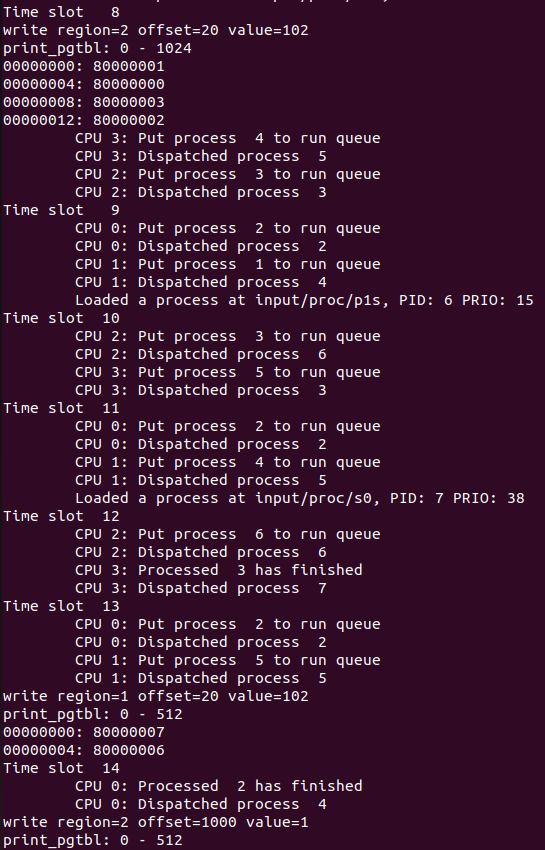 Time slot   8
write region=2 offset=20 value=102
print_pgtbl: 0 - 1024
00000000: 80000001
00000004: 80000000
00000008: 80000003
00000012: 80000002
        CPU 3: Put process  4 to run queue
        CPU 3: Dispatched process  5
        CPU 2: Put process  3 to run queue
        CPU 2: Dispatched process  3
Time slot   9
        CPU 0: Put process  2 to run queue
        CPU 0: Dispatched process  2
        CPU 1: Put process  1 to run queue
        CPU 1: Dispatched process  4
        Loaded a process at input/proc/p1s, PID: 6 PRIO: 15
Time slot  10
        CPU 2: Put process  3 to run queue
        CPU 2: Dispatched process  6
        CPU 3: Put process  5 to run queue
        CPU 3: Dispatched process  3
Time slot  11
        CPU 0: Put process  2 to run queue
        CPU 0: Dispatched process  2
        CPU 1: Put process  4 to run queue
        CPU 1: Dispatched process  5
        Loaded a process at input/proc/s0, PID: 7 PRIO: 38
Time slot  12
        CPU 2: Put process  6 to run queue
        CPU 2: Dispatched process  6
        CPU 3: Processed  3 has finished
        CPU 3: Dispatched process  7
Time slot  13
        CPU 0: Put process  2 to run queue
        CPU 0: Dispatched process  2
        CPU 1: Put process  5 to run queue
        CPU 1: Dispatched process  5
write region=1 offset=20 value=102
print_pgtbl: 0 - 512
00000000: 80000007
00000004: 80000006
Time slot  14
        CPU 0: Processed  2 has finished
        CPU 0: Dispatched process  4
write region=2 offset=1000 value=1
print_pgtbl: 0 - 512